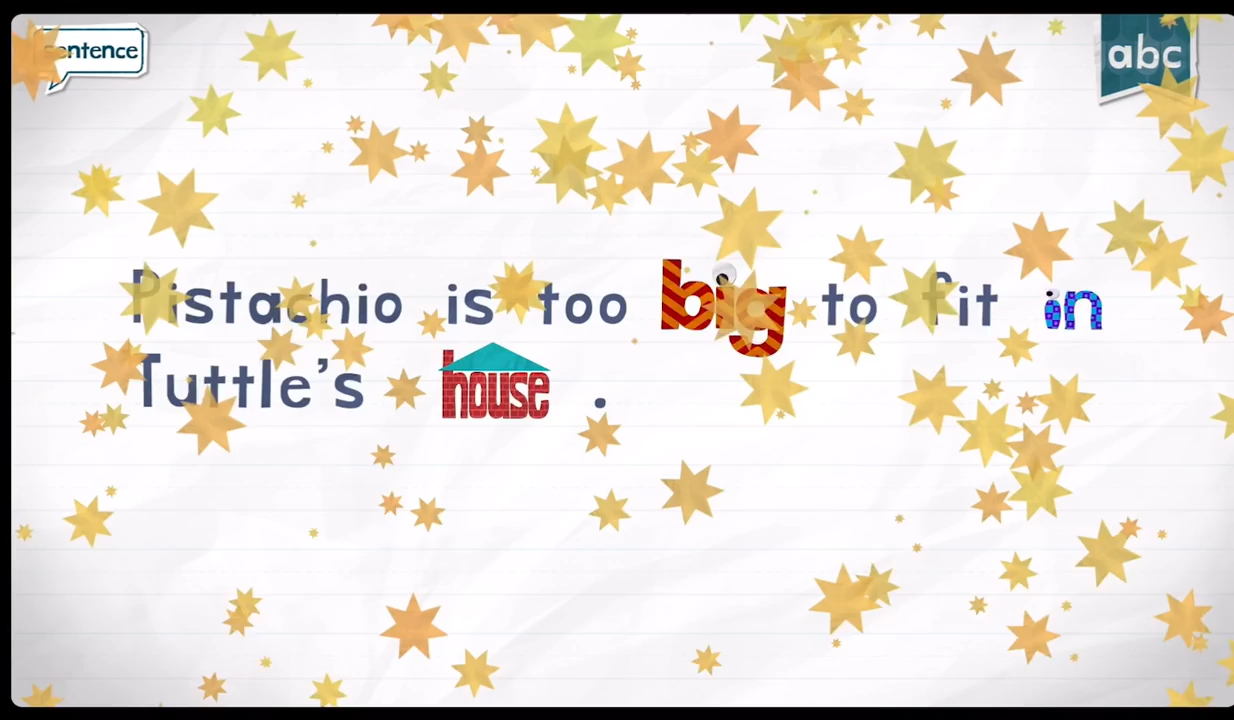 sentence
abc
Pistachio is too big to fit in
Tuttle's house .